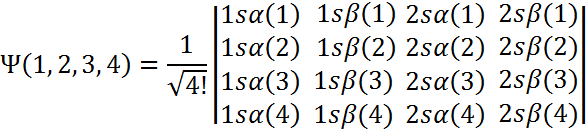 1sα(1) 1sβ(1) 2sα(1) 2sβ(1)
1sα(2) 1sβ(2) 2sα(2) 2sβ(2)
Ψ(1, 2, 3, 4) = 1/√4!
1sα(3) 1sβ(3) 2sα(3) 2sβ(3)
1sα(4) 1sβ(4) 2sα(4) 2sβ(4)